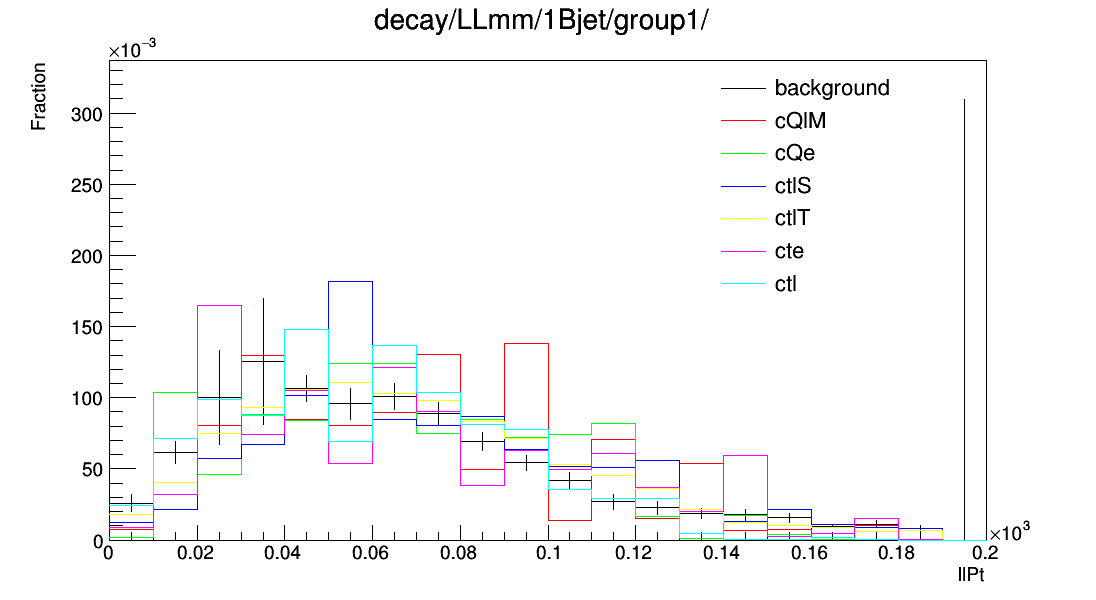 decay/LLmm/1Bjet/group1/
×10⁻³
Fraction
300
250
200
150
100
50
0
background
cQlM
cQe
ctlS
ctlT
cte
ctl
0 0.02 0.04 0.06 0.08 0.1 0.12 0.14 0.16 0.18 0.2
×10³
llPt